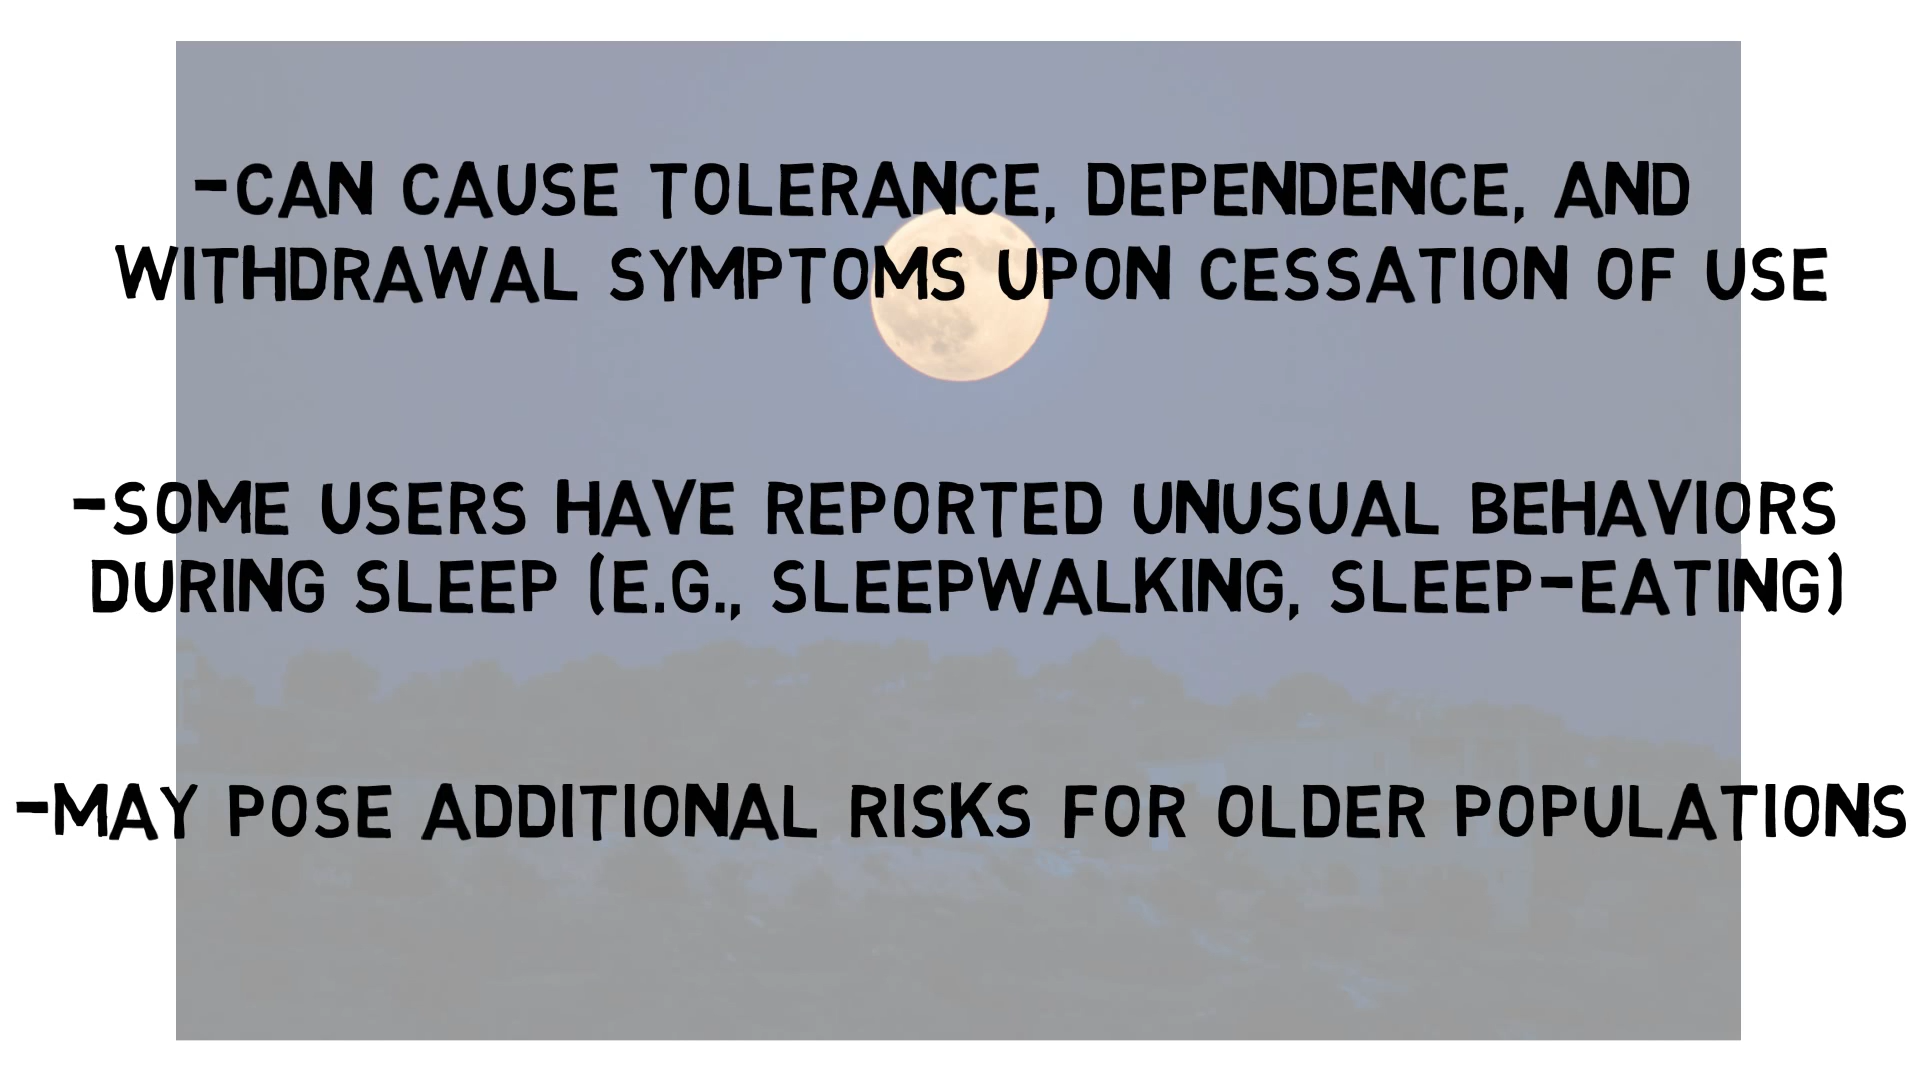 -CAN CAUSE TOLERANCE, DEPENDENCE, AND
WITHDRAWAL SYMPTOMS UPON CESSATION OF USE
-SOME USERS HAVE REPORTED UNUSUAL BEHAVIORS
DURING SLEEP (E.G., SLEEPWALKING, SLEEP-EATING)
-MAY POSE ADDITIONAL RISKS FOR OLDER POPULATIONS